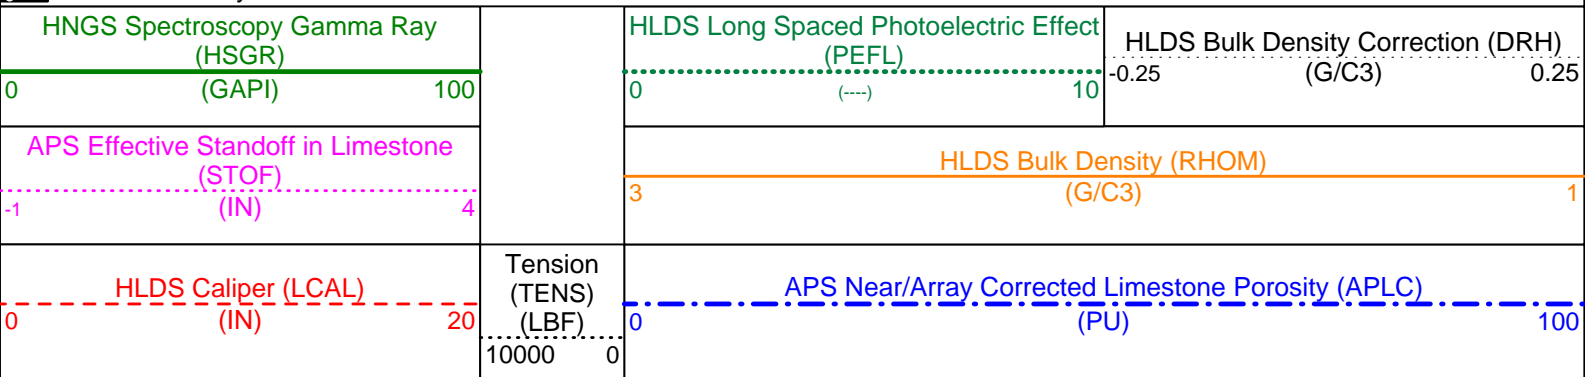 HNGS Spectroscopy Gamma Ray
(HSGR)
0 (GAPI) 100
HLDS Long Spaced Photoelectric Effect
(PEFL)
0 (----) 10
HLDS Bulk Density Correction (DRH)
-0.25 (G/C3) 0.25
APS Effective Standoff in Limestone
(STOF)
-1 (IN) 4
HLDS Bulk Density (RHOM)
3 (G/C3) 1
HLDS Caliper (LCAL)
0 (IN) 20
Tension
(TENS)
(LBF)
10000 0
APS Near/Array Corrected Limestone Porosity (APLC)
0 (PU) 100